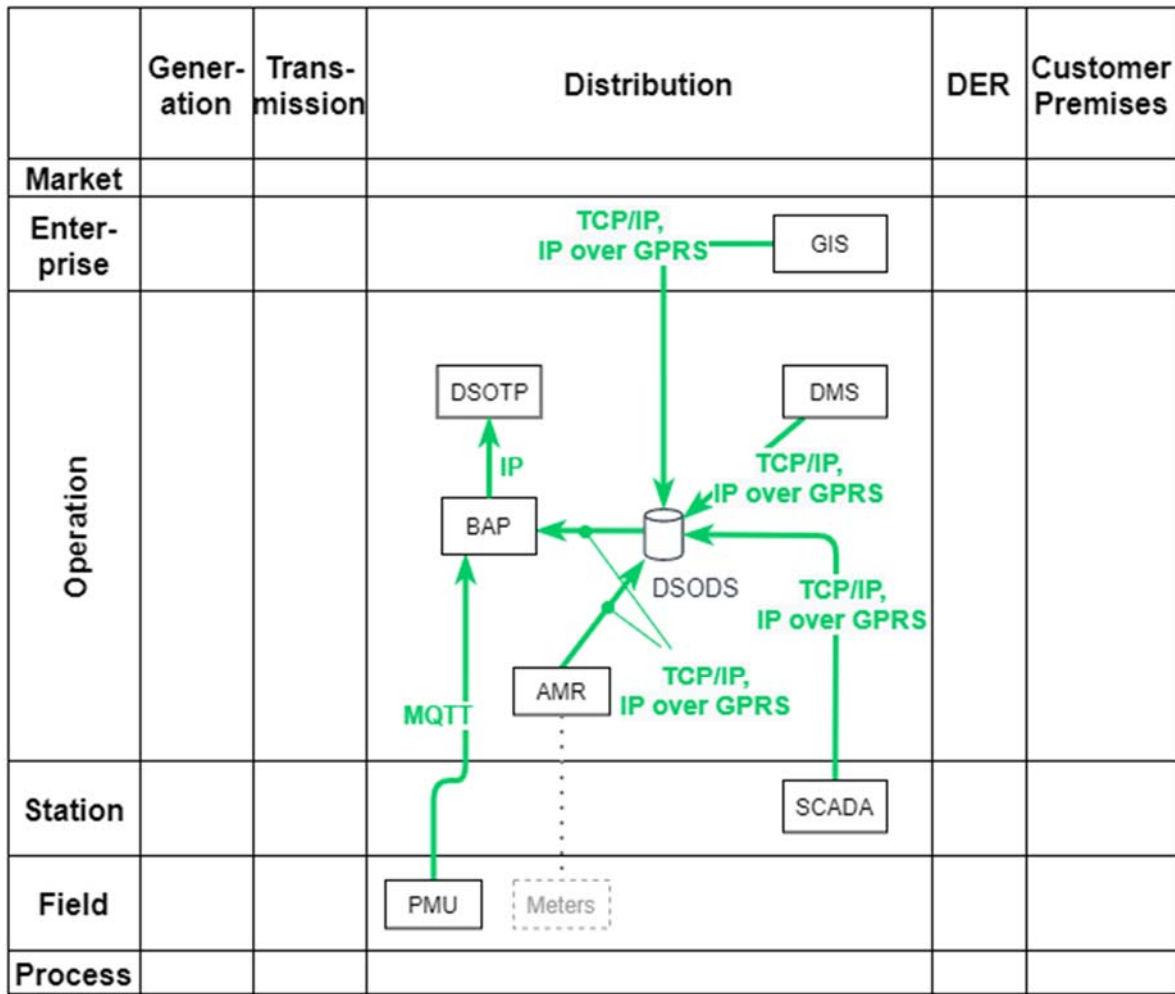 Gener-
ation
Trans-
mission
Distribution
DER
Customer
Premises
Market
Enter-
prise
TCP/IP,
IP over GPRS
GIS
Operation
DSOTP
DMS
IP
TCP/IP,
IP over GPRS
BAP
DSODS
TCP/IP,
IP over GPRS
AMR
TCP/IP,
IP over GPRS
MQTT
Station
SCADA
Field
PMU
Meters
Process